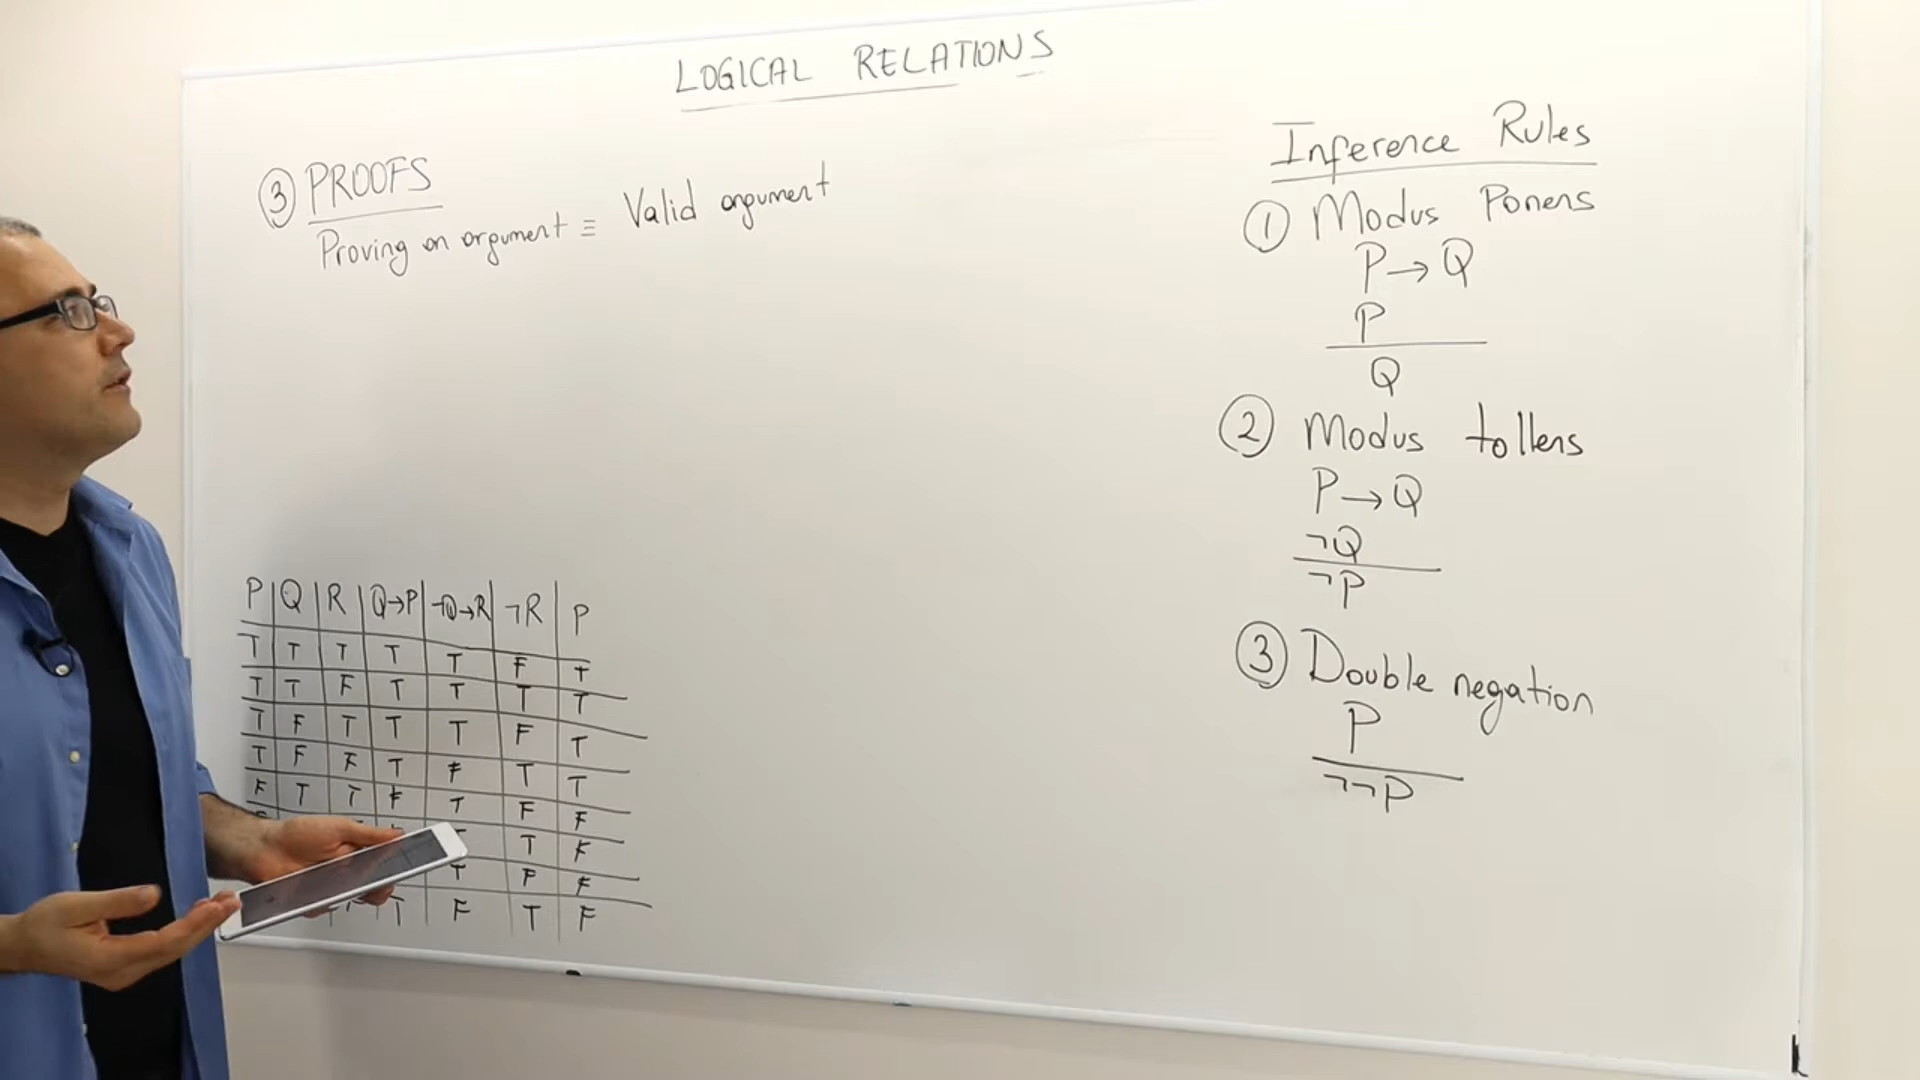 LOGICAL RELATIONS
③ PROOFS
Proving an argument ≡ Valid argument
P Q R Q→P ¬Q→R ¬R P
T T T T T F T
T T F T T T T
T F T T T F T
T F F T F T T
F T T F T F F
T F
T F F
T F T F
Inference Rules
① Modus Ponens
P→Q
P
Q
② Modus tollens
P→Q
¬Q
¬P
③ Double negation
P
¬¬P